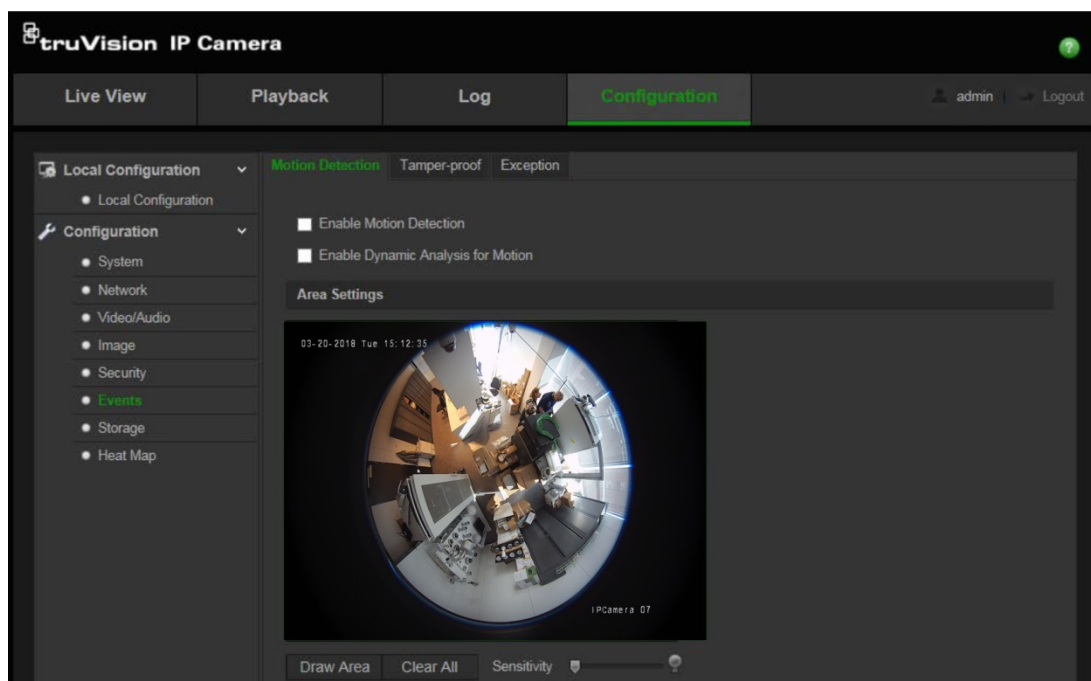 truVision IP Camera
?
Live View Playback Log Configuration admin Logout
Local Configuration
Local Configuration
Configuration
System
Network
Video/Audio
Image
Security
Events
Storage
Heat Map
Motion Detection Tamper-proof Exception
Enable Motion Detection
Enable Dynamic Analysis for Motion
Area Settings
03-20-2018 Tue 15:12:35
IPCamera 07
Draw Area Clear All Sensitivity